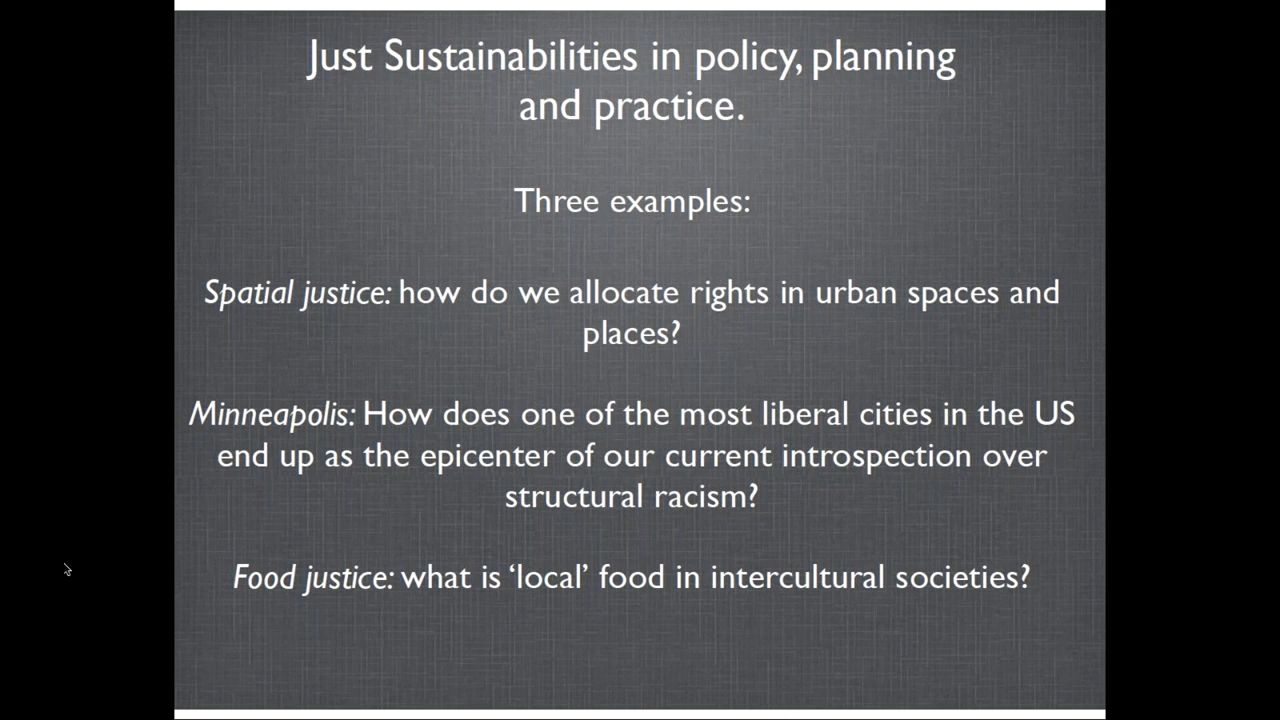 Just Sustainabilities in policy, planning
and practice.
Three examples:
Spatial justice: how do we allocate rights in urban spaces and
places?
Minneapolis: How does one of the most liberal cities in the US
end up as the epicenter of our current introspection over
structural racism?
Food justice: what is ‘local’ food in intercultural societies?